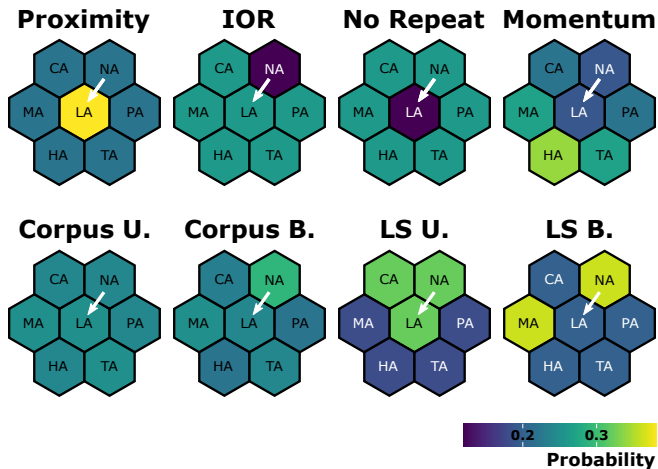 Proximity IOR No Repeat Momentum
CA NA CA NA CA NA CA NA
MA LA PA MA LA PA MA LA PA MA LA PA
HA TA HA TA HA TA HA TA
Corpus U. Corpus B. LS U. LS B.
CA NA CA NA CA NA CA NA
MA LA PA MA LA PA MA LA PA MA LA PA
HA TA HA TA HA TA HA TA
0.2 0.3
Probability